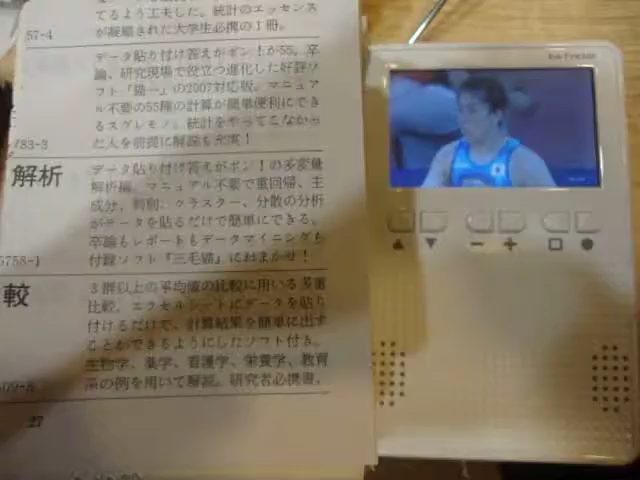 てるよう工夫した。統計のエッセンス
が凝縮された大学生必携の1冊。
57-4
データ貼り付け答えがポン！が55。卒
論、研究現場で役立つ進化した好評ソ
フト「猫一」の2007対応版。マニュア
ル不要の55種の計算が簡単便利にでき
るスグレモノ。統計をやってこなかっ
た人を前提に解説も充実！
783-3
解析
データ貼り付け答えがポン！の多変量
解析編。マニュアル不要で重回帰、主
成分、判別、クラスター、分散の分析
がデータを貼るだけで簡単にできる。
卒論もレポートもデータマイニングも
付録ソフト『三毛猫』におまかせ！
5758-1
較
3群以上の平均値の比較に用いる多重
比較。エクセルシートにデータを貼り
付けるだけで、計算結果を簡単に出す
ことができるようにしたソフト付き。
生物学、薬学、看護学、栄養学、教育
系の例を用いて解説。研究者必携書。
609-8
27